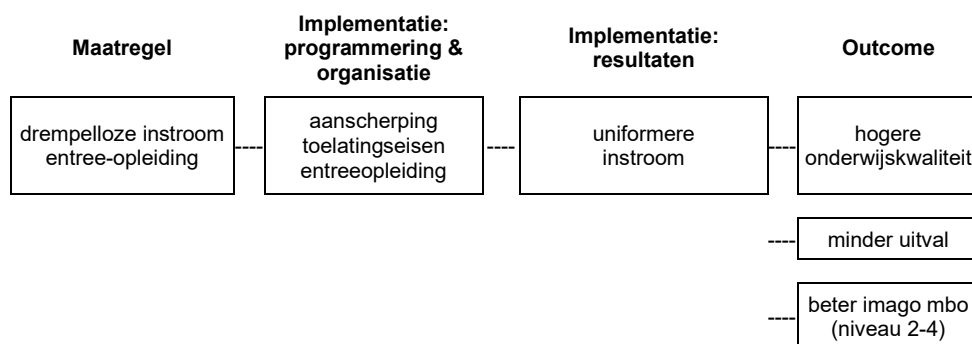 Maatregel
Implementatie:
programmering &
organisatie
Implementatie:
resultaten
Outcome
drempelloze instroom
entree-opleiding
aanscherping
toelatingseisen
entreeopleiding
uniformere
instroom
hogere
onderwijskwaliteit
minder uitval
beter imago mbo
(niveau 2-4)